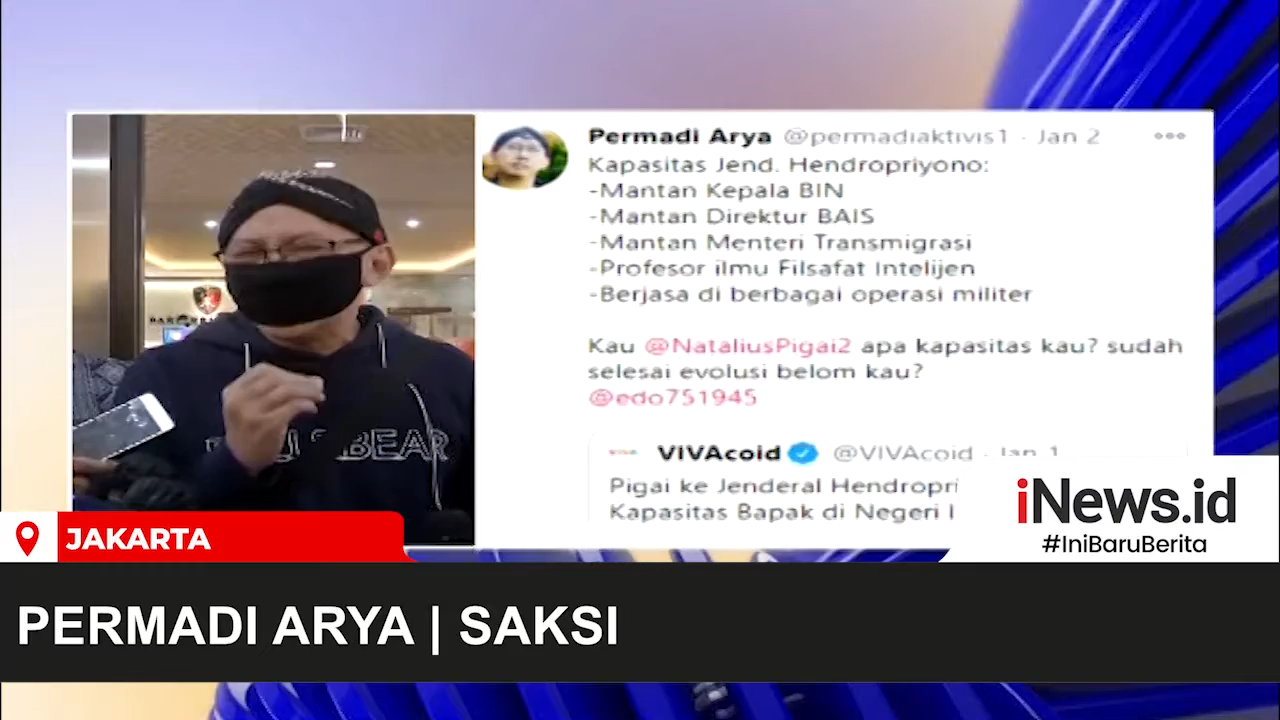 Permadi Arya @permadiaktivis1 · Jan 2
Kapasitas Jend. Hendropriyono:
-Mantan Kepala BIN
-Mantan Direktur BAIS
-Mantan Menteri Transmigrasi
-Profesor ilmu Filsafat Intelijen
-Berjasa di berbagai operasi militer
Kau @NataliusPigai2 apa kapasitas kau? sudah
selesai evolusi belom kau?
@edo751945
VIVAcoid @VIVAcoid · Jan 1
Pigai ke Jenderal Hendropri
Kapasitas Bapak di Negeri I
BEAR
iNews.id
#IniBaruBerita
JAKARTA
PERMADI ARYA | SAKSI